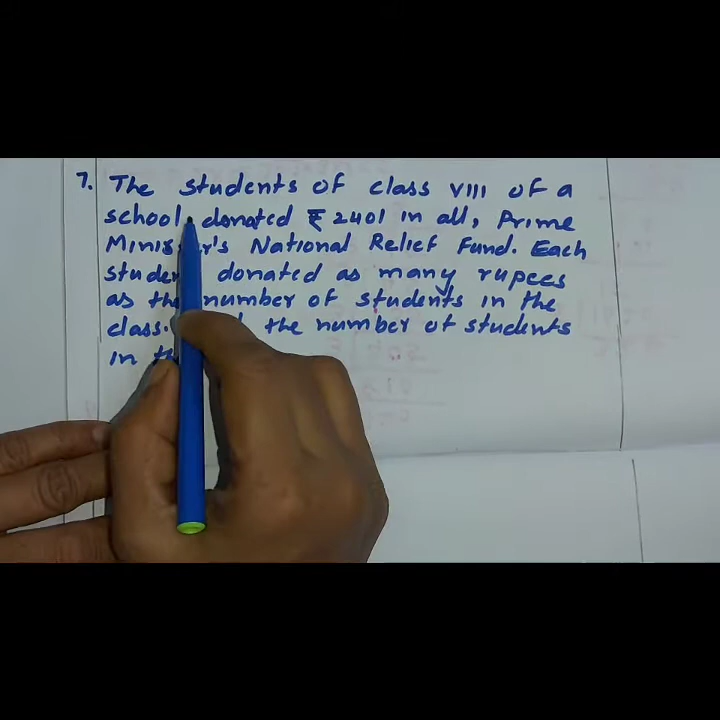 7. The students of class VIII of a
school donated ₹ 2401 in all, Prime
National Relief Fund. Each
donated as many rupees
as number of students in the
class. the number of students
in